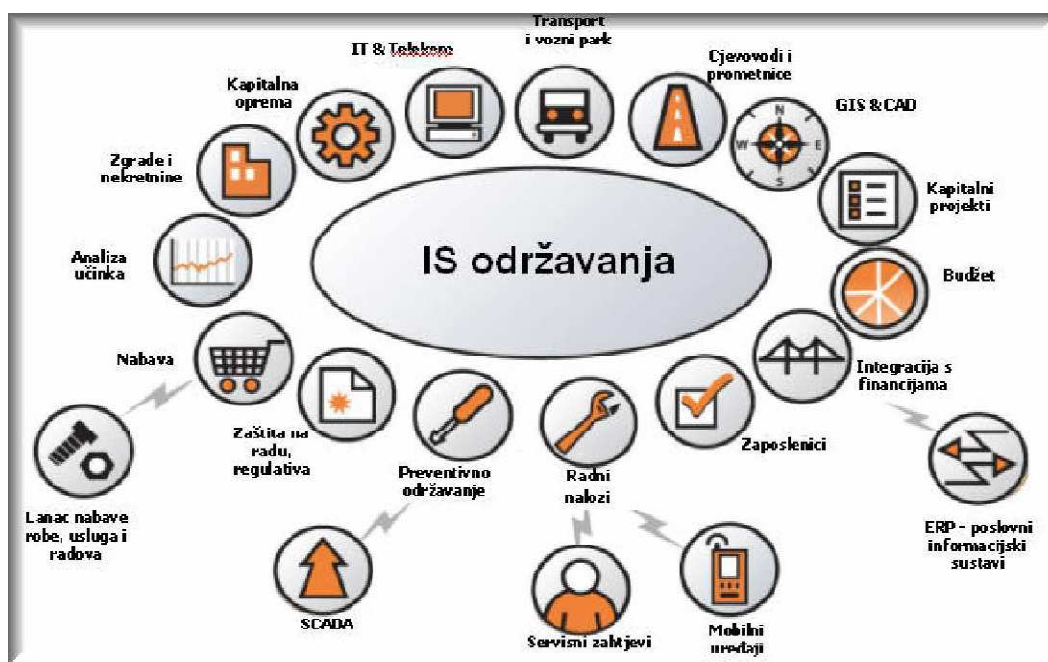 Transport
i vozni park
IT & Telekom
Cjevovodi i
prometnice
Kapitalna
oprema
GIS & CAD
N
W
E
S
Zgrade i
nekretnine
Kapitalni
projekti
IS održavanja
Analiza
učinka
Budžet
Nabava
Integracija s
financijama
Zaštita na
radu,
regulativa
Preventivno
održavanje
Radni
nalozi
Zaposlenici
Lanac nabave
robe, usluga i
radova
ERP - poslovni
informacijski
sustavi
SCADA
Servisni zahtjevi
Mobilni
uređaji